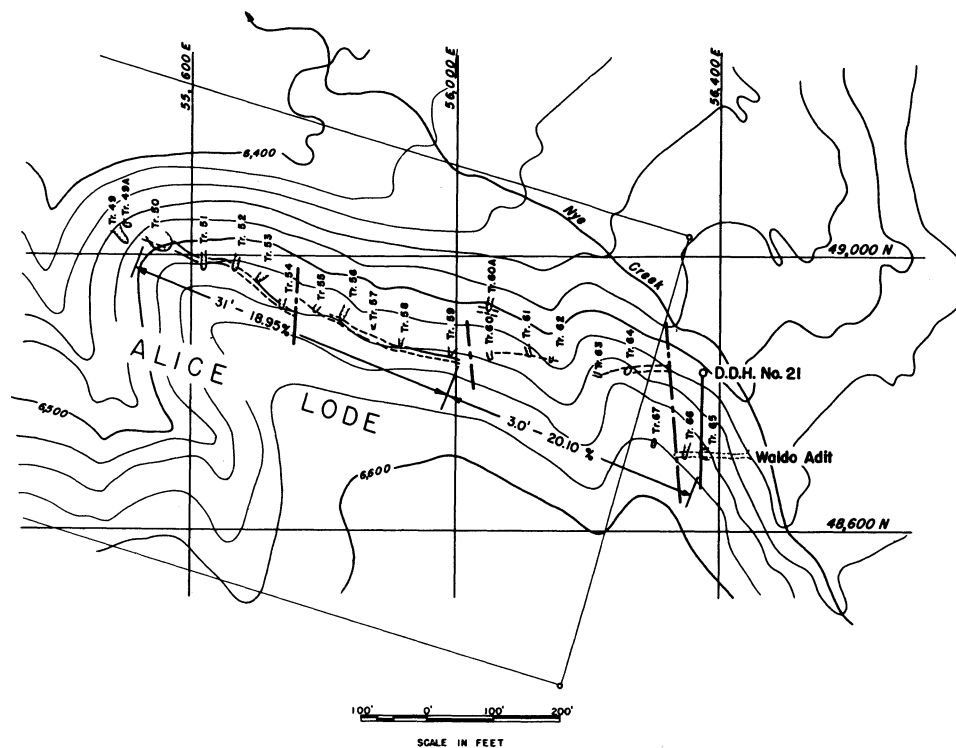 55,600 E
56,000 E
56,400 E
6,400
Tr. 49
Tr. 49A
Tr. 50
Tr. 51
Tr. 52
Tr. 53
Tr. 54
Tr. 55
Tr. 56
Tr. 57
Tr. 58
Tr. 59
Tr. 60
Tr. 60A
Tr. 61
Tr. 62
Tr. 63
Tr. 64
Nye
Creek
49,000 N
31' - 18.95%
ALICE
LODE
D.D.H. No. 21
3.0' - 20.10
Tr. 67
Tr. 66
Tr. 65
Waldo Adit
6,500
6,600
48,600 N
100' 0' 100' 200'
SCALE IN FEET